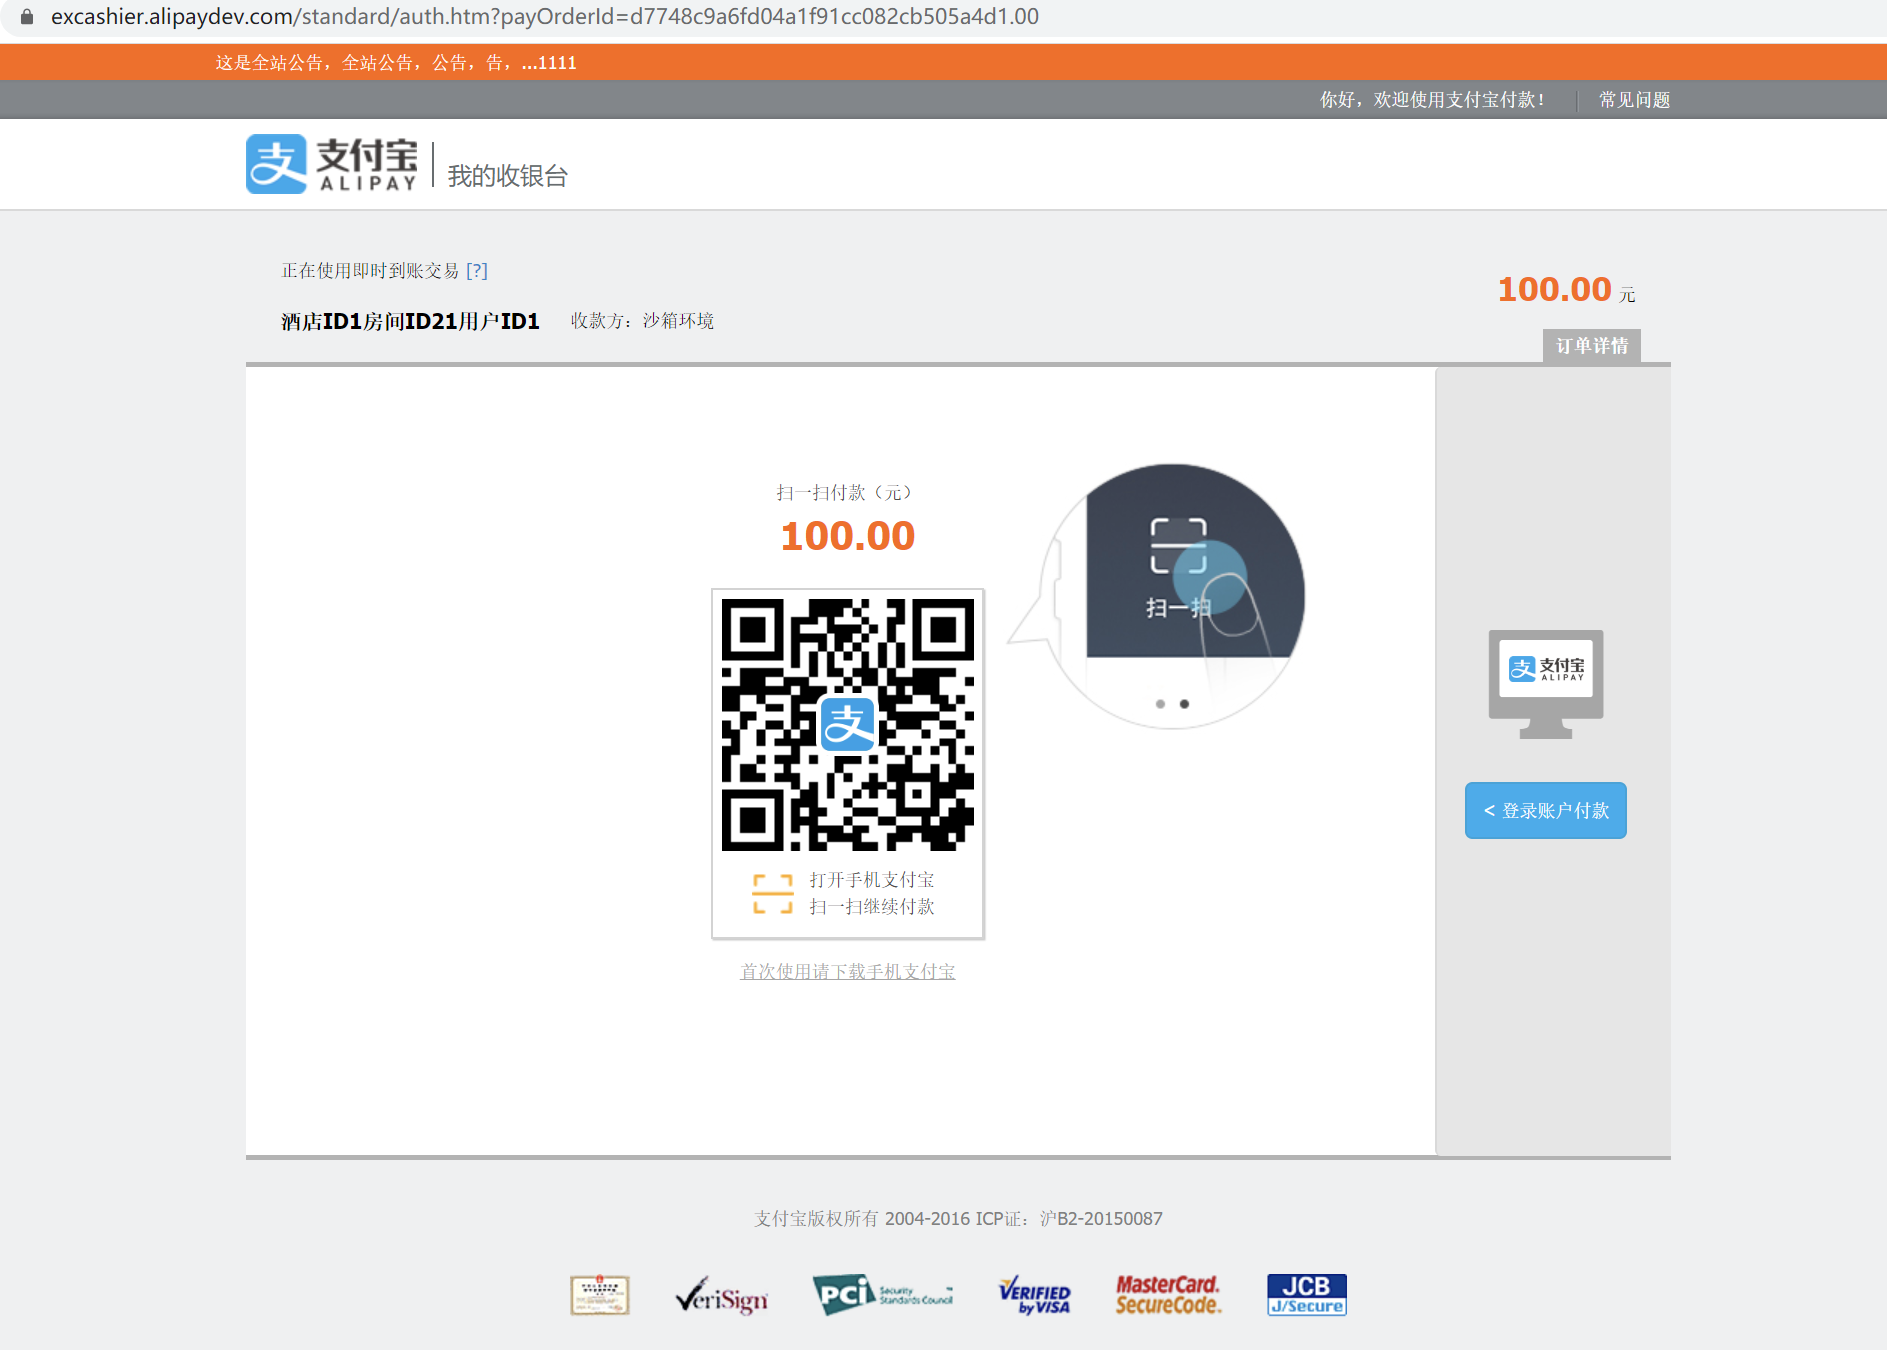 excashier.alipaydev.com/standard/auth.htm?payOrderId=d7748c9a6fd04a1f91cc082cb505a4d1.00
这是全站公告，全站公告，公告，告，...1111
你好，欢迎使用支付宝付款！ 常见问题
支 支付宝 ALIPAY 我的收银台
正在使用即时到账交易 [?]
100.00 元
酒店ID1房间ID21用户ID1 收款方：沙箱环境
订单详情
扫一扫付款（元）
100.00
扫一扫
支
支 支付宝 ALIPAY
< 登录账户付款
打开手机支付宝
扫一扫继续付款
首次使用请下载手机支付宝
支付宝版权所有 2004-2016 ICP证：沪B2-20150087
VeriSign
PCI Security Standards Council
VERIFIED by VISA
MasterCard. SecureCode.
JCB J/Secure